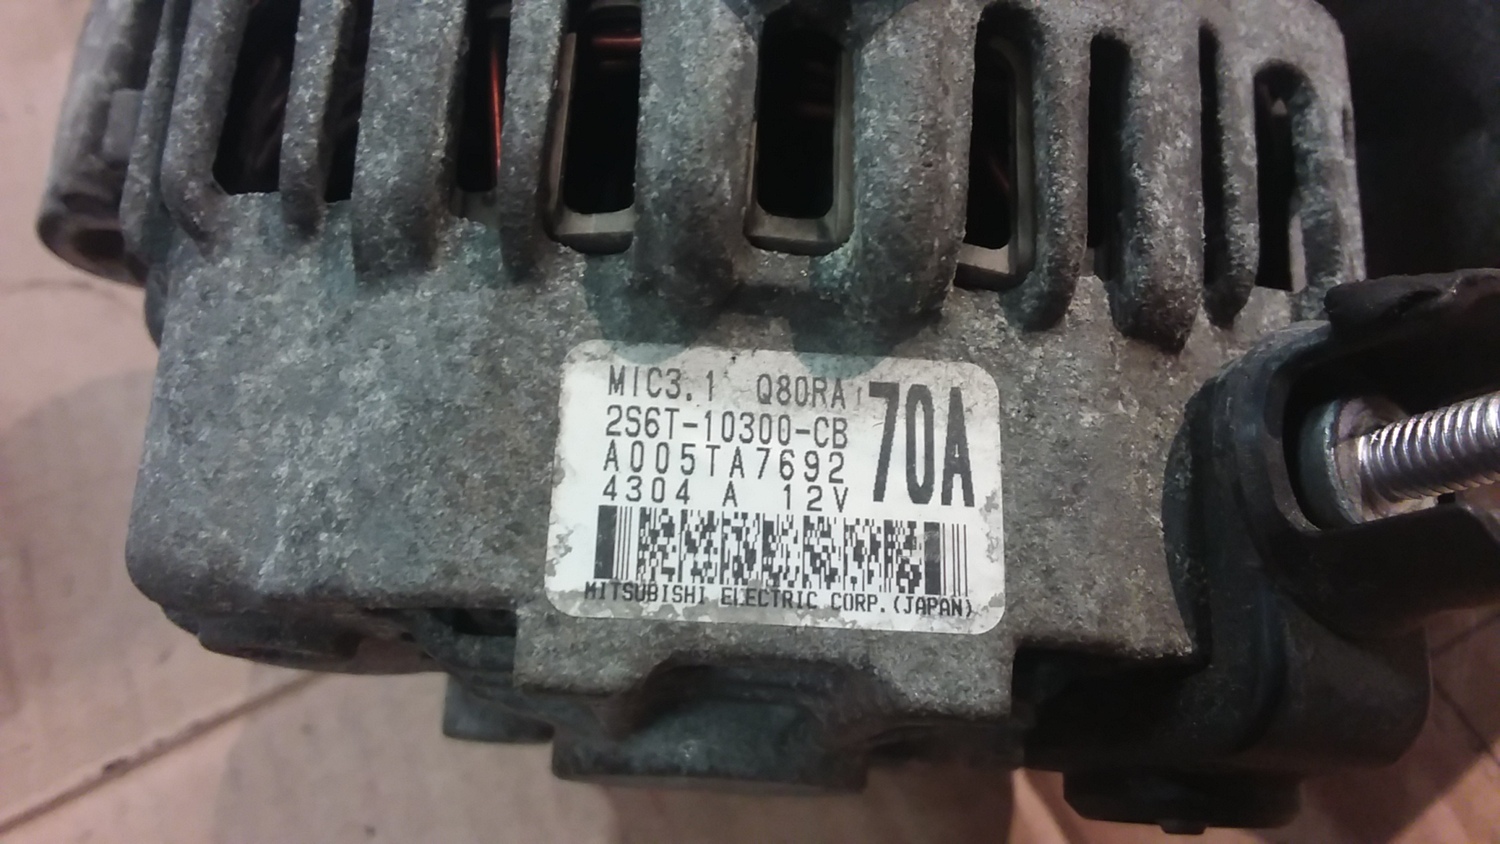 MIC3.1 Q80RA 70A
2S6T-10300-CB
A005TA7692
4304 A 12V
MITSUBISHI ELECTRIC CORP.(JAPAN)